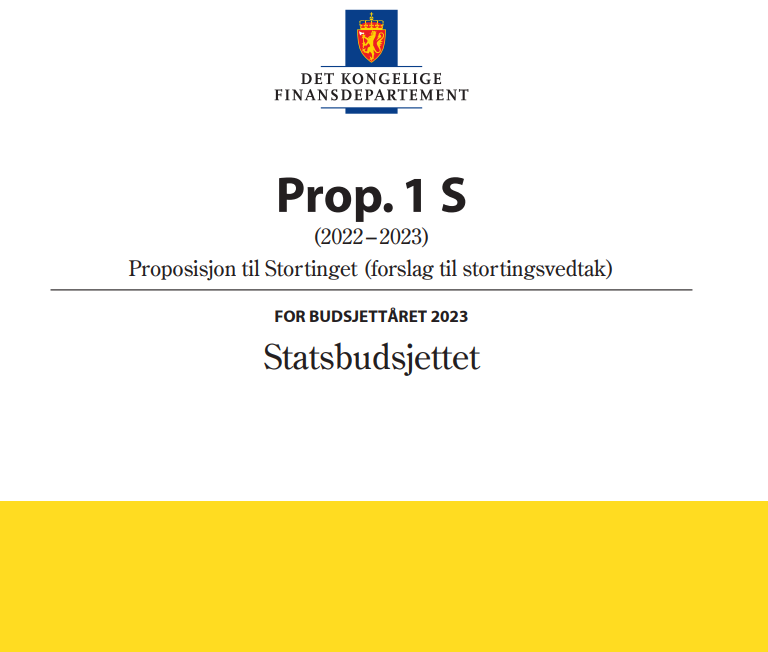 DET KONGELIGE
FINANSDEPARTEMENT
Prop. 1 S
(2022–2023)
Proposisjon til Stortinget (forslag til stortingsvedtak)
FOR BUDSJETTÅRET 2023
Statsbudsjettet